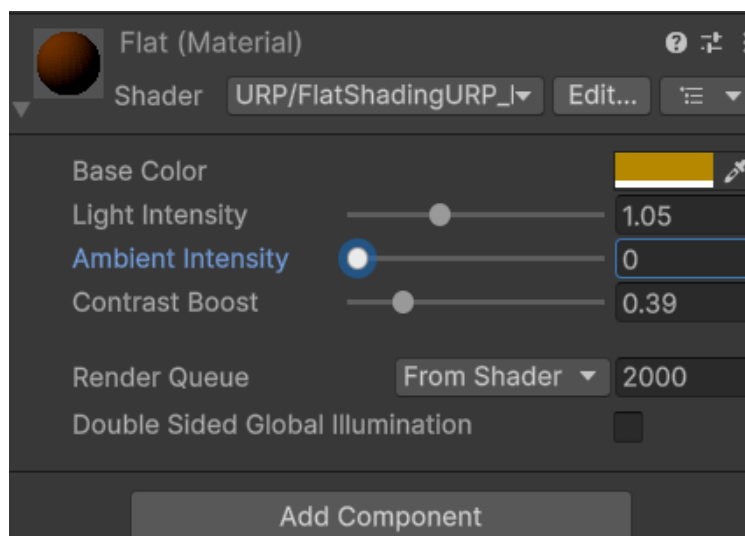 Flat (Material)
Shader URP/FlatShadingURP_ Edit...
Base Color
Light Intensity 1.05
Ambient Intensity 0
Contrast Boost 0.39
Render Queue From Shader 2000
Double Sided Global Illumination
Add Component